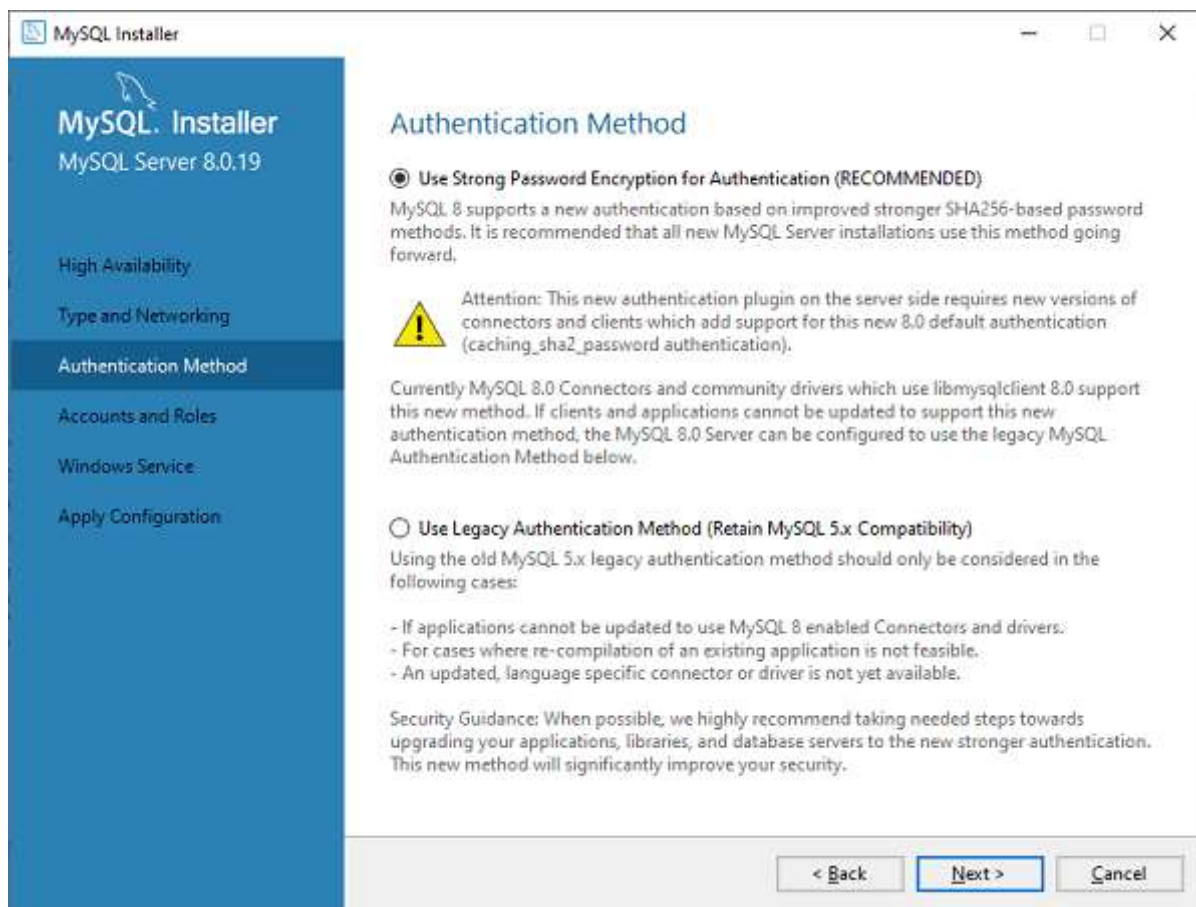 MySQL Installer
MySQL. Installer
MySQL Server 8.0.19
High Availability
Type and Networking
Authentication Method
Accounts and Roles
Windows Service
Apply Configuration
Authentication Method
Use Strong Password Encryption for Authentication (RECOMMENDED)
MySQL 8 supports a new authentication based on improved stronger SHA256-based password
methods. It is recommended that all new MySQL Server installations use this method going
forward.
Attention: This new authentication plugin on the server side requires new versions of
connectors and clients which add support for this new 8.0 default authentication
(caching_sha2_password authentication).
Currently MySQL 8.0 Connectors and community drivers which use libmysqlclient 8.0 support
this new method. If clients and applications cannot be updated to support this new
authentication method, the MySQL 8.0 Server can be configured to use the legacy MySQL
Authentication Method below.
Use Legacy Authentication Method (Retain MySQL 5.x Compatibility)
Using the old MySQL 5.x legacy authentication method should only be considered in the
following cases:
- If applications cannot be updated to use MySQL 8 enabled Connectors and drivers.
- For cases where re-compilation of an existing application is not feasible.
- An updated, language specific connector or driver is not yet available.
Security Guidance: When possible, we highly recommend taking needed steps towards
upgrading your applications, libraries, and database servers to the new stronger authentication.
This new method will significantly improve your security.
< Back
Next >
Cancel